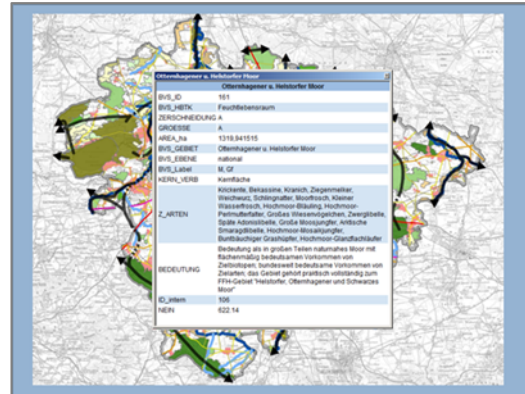 Otternhagener u. Helstorfer Moor
Otternhagener u. Helstorfer Moor
BVS_ID 161
BVS_HBTK Feuchtlebensraum
ZERSCHNEIDUNG A
GROESSE A
AREA_ha 1319,941515
BVS_GEBIET Otternhagener u. Helstorfer Moor
BVS_EBENE national
BVS_Label M, Gf
KERN_VERB Kernfläche
Z_ARTEN
Krickente, Bekassine, Kranich, Ziegenmelker,
Weichwurz, Schlingnatter, Moorfrosch, Kleiner
Wasserfrosch, Hochmoor-Bläuling, Hochmoor-
Perlmutterfalter, Großes Wiesenvögelchen, Zwerglibelle,
Späte Adonislibelle, Große Moosjungfer, Arktische
Smaragdlibelle, Hochmoor-Mosaikjungfer,
Buntbäuchiger Grashüpfer, Hochmoor-Glanzflachläufer
BEDEUTUNG
Bedeutung als in großen Teilen naturnahes Moor mit
flächenmäßig bedeutsamen Vorkommen von
Zielbiotopen; bundesweit bedeutsame Vorkommen von
Zielarten; das Gebiet gehört praktisch vollständig zum
FFH-Gebiet "Helstorfer, Otternhagener und Schwarzes
Moor"
ID_intern 106
NEIN 622.14